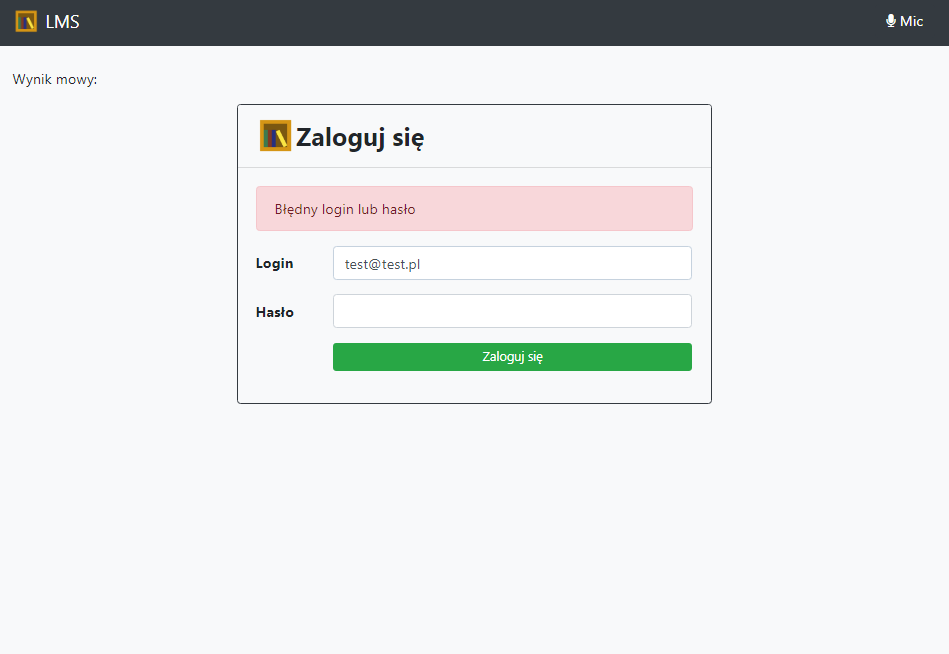 LMS
Mic
Wynik mowy:
Zaloguj się
Błędny login lub hasło
Login
test@test.pl
Hasło
Zaloguj się